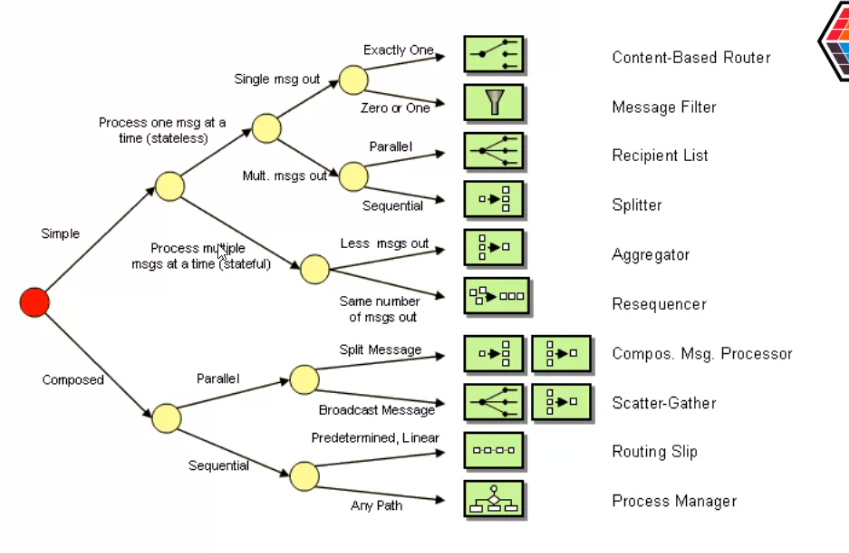 Exactly One
Content-Based Router
Single msg out
Zero or One
Message Filter
Process one msg at a
time (stateless)
Parallel
Recipient List
Mult. msgs out
Sequential
Splitter
Simple
Process multiple
msgs at a time (stateful)
Less msgs out
Aggregator
Same number
of msgs out
Resequencer
Split Message
Compos. Msg. Processor
Composed
Parallel
Broadcast Message
Scatter-Gather
Predetermined, Linear
Routing Slip
Sequential
Any Path
Process Manager